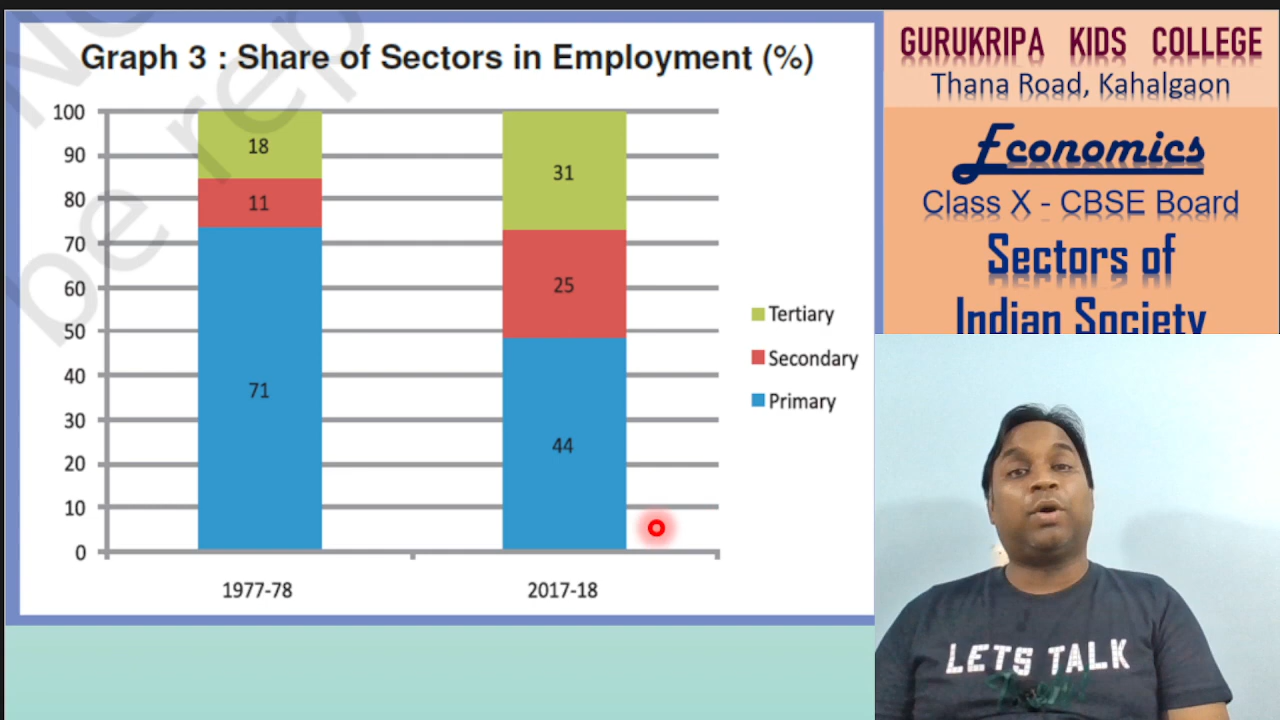 Graph 3 : Share of Sectors in Employment (%)
100
90
80
70
60
50
40
30
20
10
0
18
11
71
31
25
44
1977-78
2017-18
Tertiary
Secondary
Primary
be rep
GURUKRIPA KIDS COLLEGE
Thana Road, Kahalgaon
Economics
Class X - CBSE Board
Sectors of
Indian Society
LETS TALK